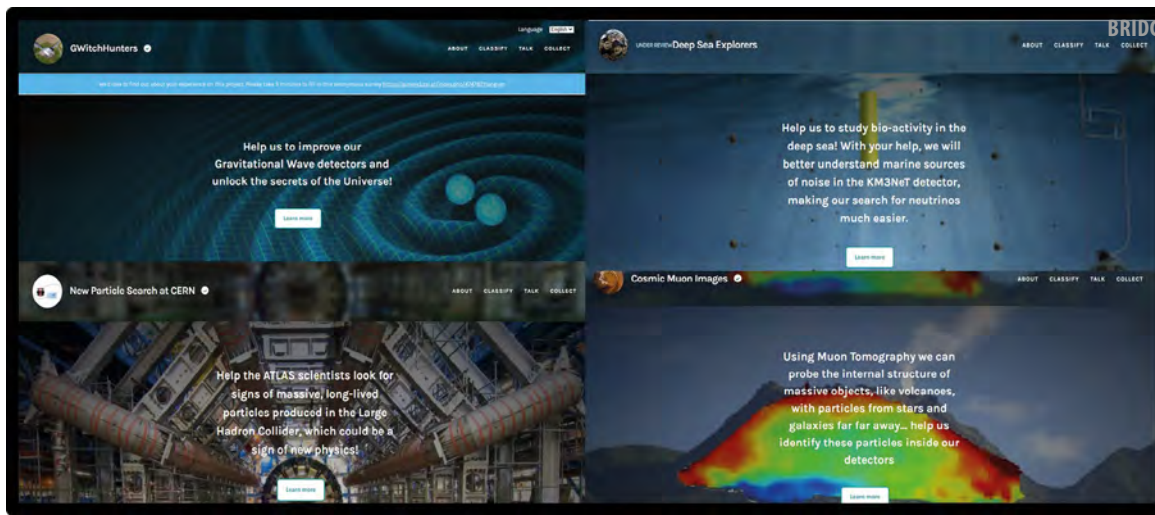 BRIDG
Language English
GWitchHunters
ABOUT CLASSIFY TALK COLLECT
Help us to improve our
Gravitational Wave detectors and
unlock the secrets of the Universe!
Learn more
UNDER REVIEW Deep Sea Explorers
ABOUT CLASSIFY TALK COLLECT
Help us to study bio-activity in the
deep sea! With your help, we will
better understand marine sources
of noise in the KM3NeT detector,
making our search for neutrinos
much easier.
Learn more
New Particle Search at CERN
ABOUT CLASSIFY TALK COLLECT
Help the ATLAS scientists look for
signs of massive, long-lived
particles produced in the Large
Hadron Collider, which could be a
sign of new physics!
Learn more
Cosmic Muon Images
ABOUT CLASSIFY TALK COLLECT
Using Muon Tomography we can
probe the internal structure of
massive objects, like volcanoes,
with particles from stars and
galaxies far far away... help us
identify these particles inside our
detectors
Learn more